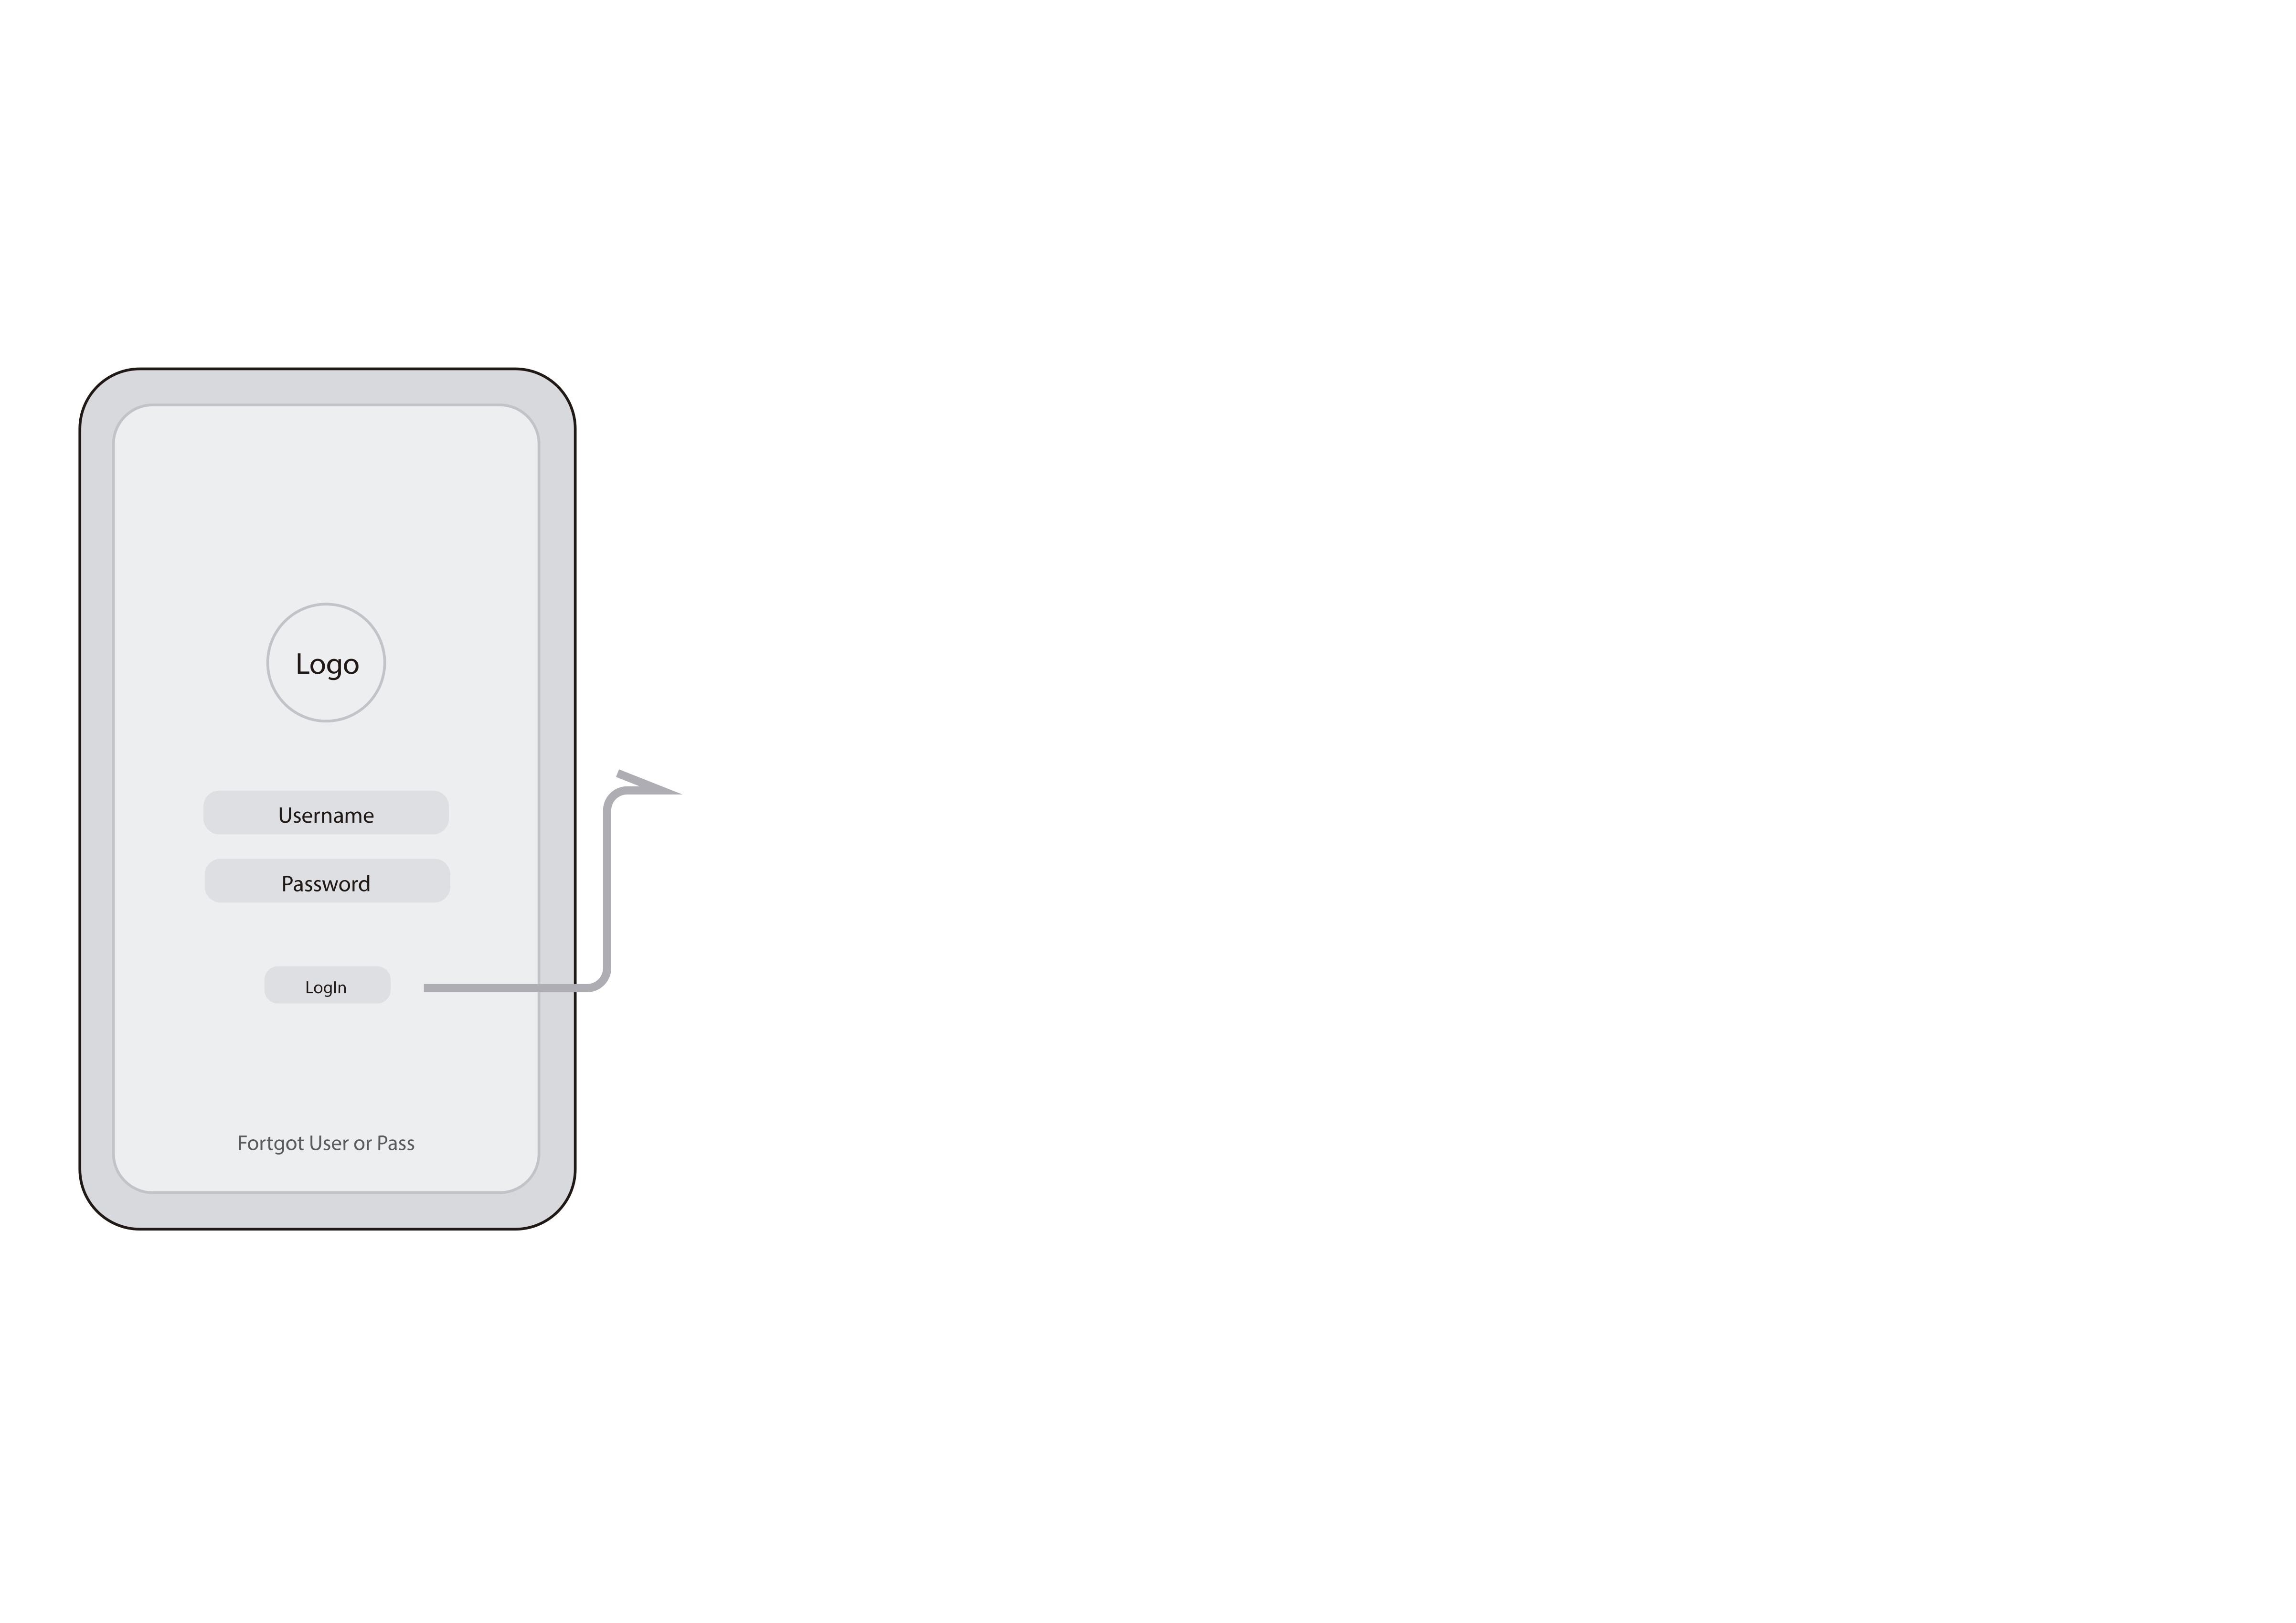 Logo
Username
Password
LogIn
Fortgot User or Pass